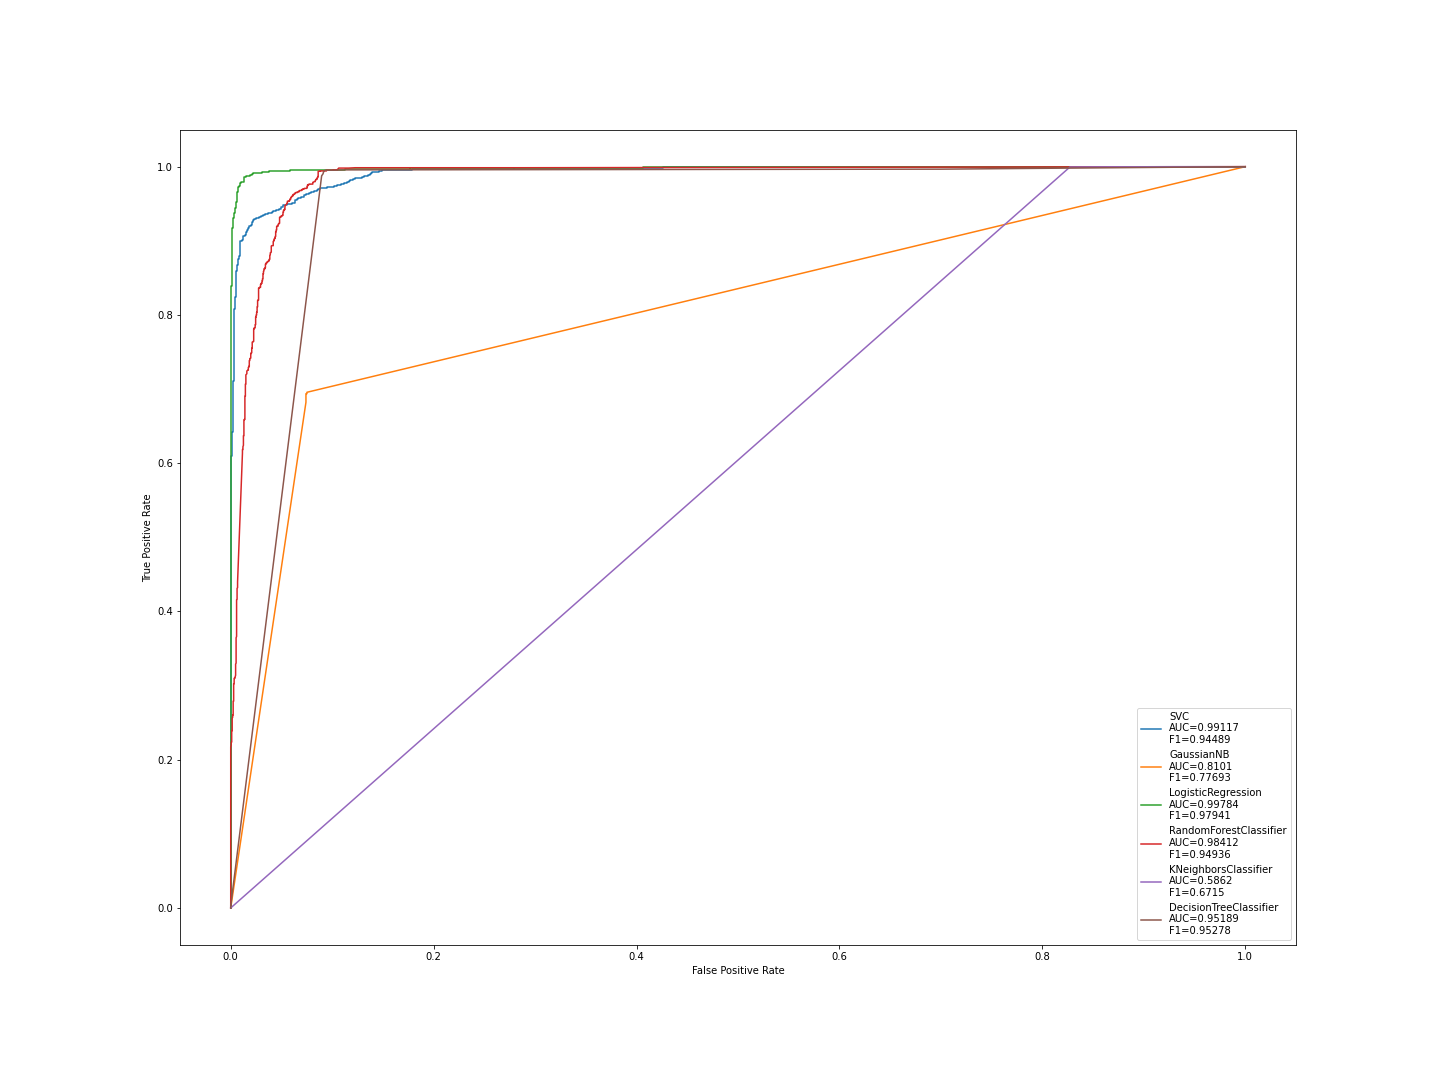 1.0
0.8
0.6
0.4
0.2
0.0
True Positive Rate
0.0 0.2 0.4 0.6 0.8 1.0
False Positive Rate
SVC
AUC=0.99117
F1=0.94489
GaussianNB
AUC=0.8101
F1=0.77693
LogisticRegression
AUC=0.99784
F1=0.97941
RandomForestClassifier
AUC=0.98412
F1=0.94936
KNeighborsClassifier
AUC=0.5862
F1=0.6715
DecisionTreeClassifier
AUC=0.95189
F1=0.95278